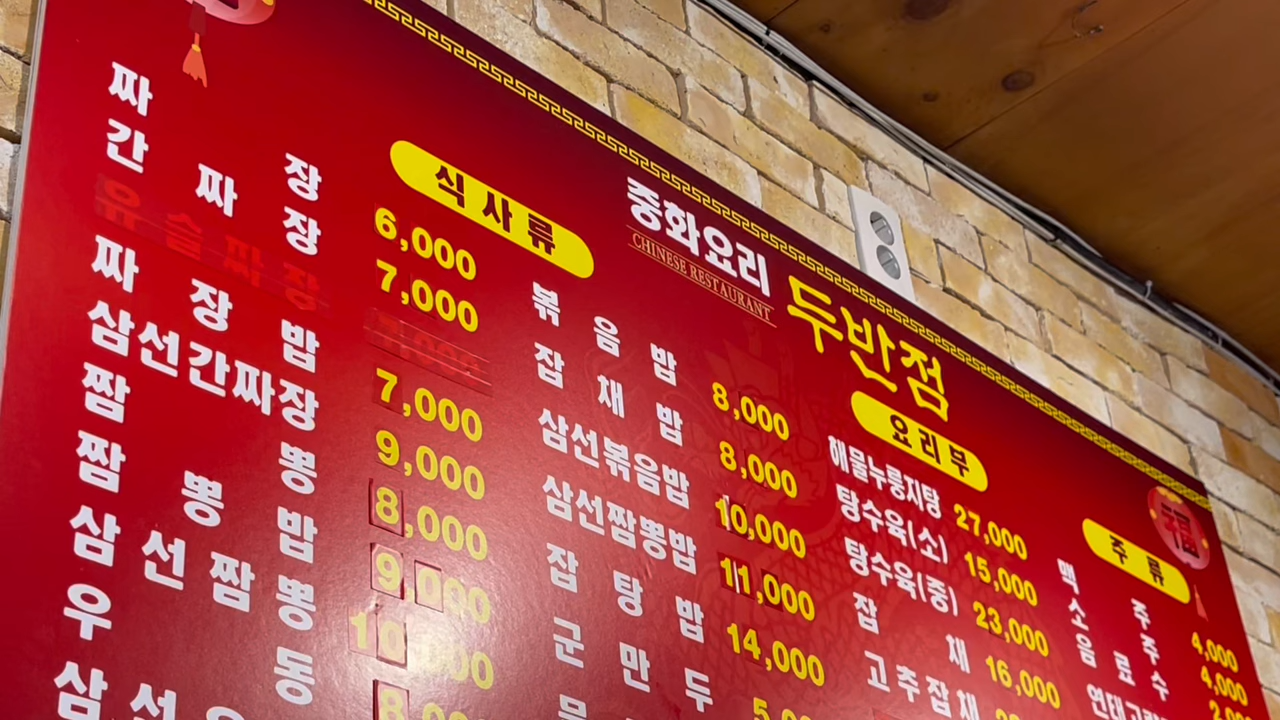 중화요리
CHINESE RESTAURANT
두반점
식사류
짜장 6,000
간짜장 7,000
유슬짜장
짜장밥 7,000
삼선간짜장 9,000
짬뽕 8,000
짬뽕밥 9,000
삼선짬뽕 10,000
우동
삼선
볶음밥 8,000
잡채밥 8,000
삼선볶음밥 10,000
삼선짬뽕밥 11,000
잡탕밥 14,000
군만두
요리부
해물누룽지탕 27,000
탕수육(소) 15,000
탕수육(중) 23,000
잡채 16,000
고추잡채
주류
맥주 4,000
소주 4,000
음료수
福